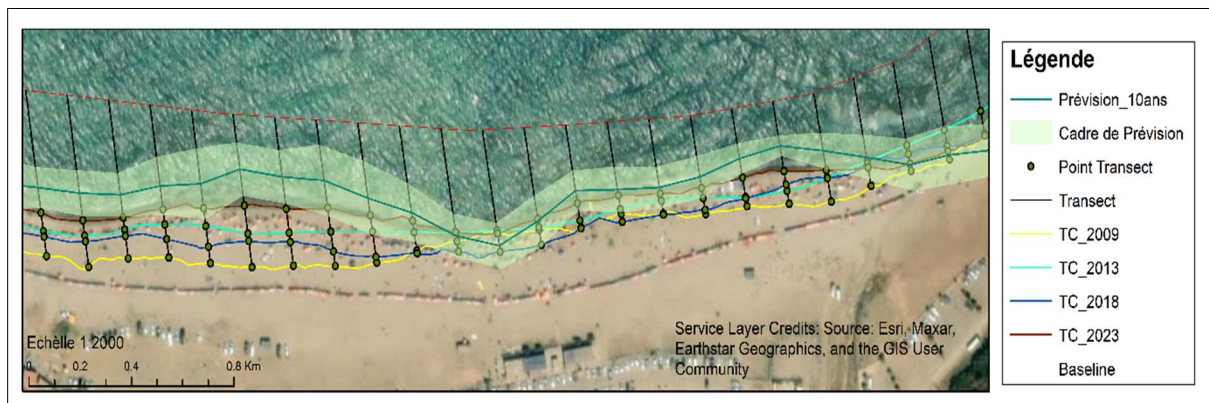 Echèlle 1:2000
0 0.2 0.4 0.8 Km
Service Layer Credits: Source: Esri, Maxar,
Earthstar Geographics, and the GIS User
Community
Légende
Prévision_10ans
Cadre de Prévision
Point Transect
Transect
TC_2009
TC_2013
TC_2018
TC_2023
Baseline